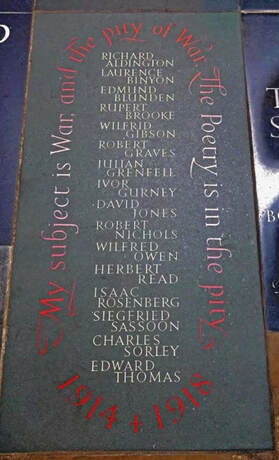 My subject is War, and the pity of War. The Poetry is in the pity.
RICHARD
ALDINGTON
LAURENCE
BINYON
EDMUND
BLUNDEN
RUPERT
BROOKE
WILFRID
GIBSON
ROBERT
GRAVES
JULIAN
GRENFELL
IVOR
GURNEY
DAVID
JONES
ROBERT
NICHOLS
WILFRED
OWEN
HERBERT
READ
ISAAC
ROSENBERG
SIEGFRIED
SASSOON
CHARLES
SORLEY
EDWARD
THOMAS
1914 + 1918